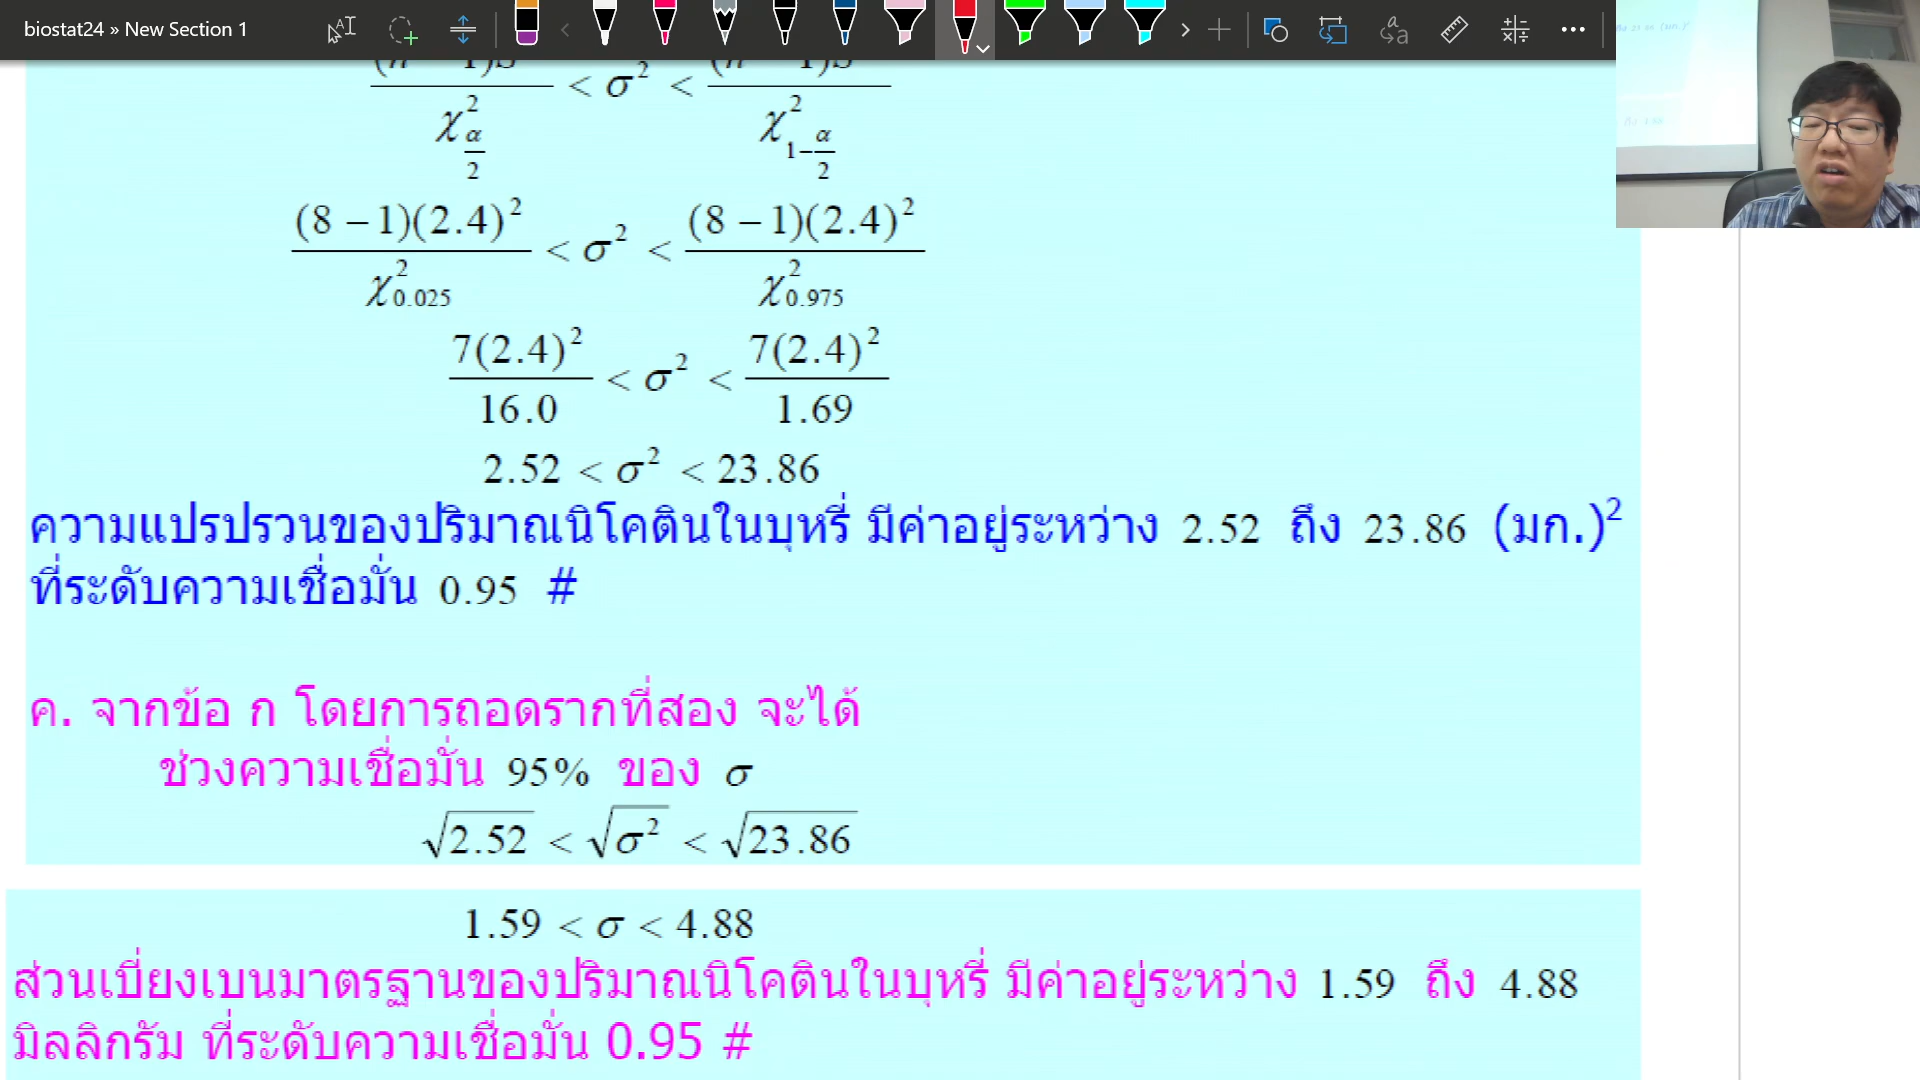 biostat24 » New Section 1
< σ² <
χ²_{α/2} χ²_{1−α/2}
(8 − 1)(2.4)² / χ²_{0.025} < σ² < (8 − 1)(2.4)² / χ²_{0.975}
7(2.4)² / 16.0 < σ² < 7(2.4)² / 1.69
2.52 < σ² < 23.86
ความแปรปรวนของปริมาณนิโคตินในบุหรี่ มีค่าอยู่ระหว่าง 2.52 ถึง 23.86 (มก.)²
ที่ระดับความเชื่อมั่น 0.95 #
ค. จากข้อ ก โดยการถอดรากที่สอง จะได้
ช่วงความเชื่อมั่น 95% ของ σ
√2.52 < √σ² < √23.86
1.59 < σ < 4.88
ส่วนเบี่ยงเบนมาตรฐานของปริมาณนิโคตินในบุหรี่ มีค่าอยู่ระหว่าง 1.59 ถึง 4.88
มิลลิกรัม ที่ระดับความเชื่อมั่น 0.95 #